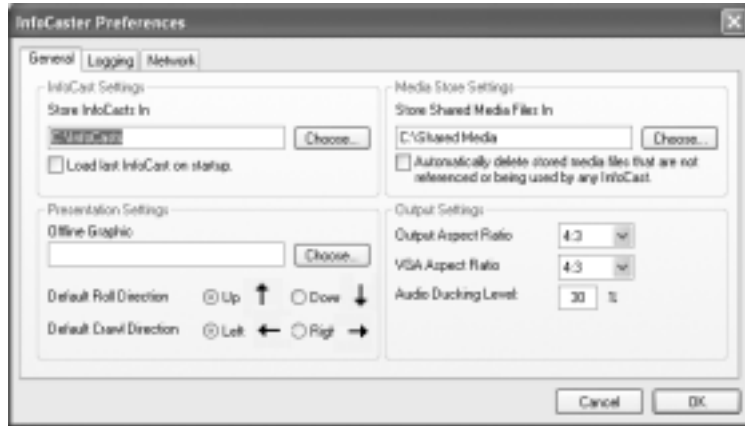 InfoCaster Preferences
General Logging Network
InfoCast Settings
Store InfoCasts In
C:\InfoCasts
Choose...
Load last InfoCast on startup.
Media Store Settings
Store Shared Media Files In
C:\Shared Media
Choose...
Automatically delete stored media files that are not
referenced or being used by any InfoCast.
Presentation Settings
Offline Graphic
Choose...
Default Roll Direction Up Down
Default Crawl Direction Left Right
Output Settings
Output Aspect Ratio 4:3
VGA Aspect Ratio 4:3
Audio Ducking Level: 30 %
Cancel OK